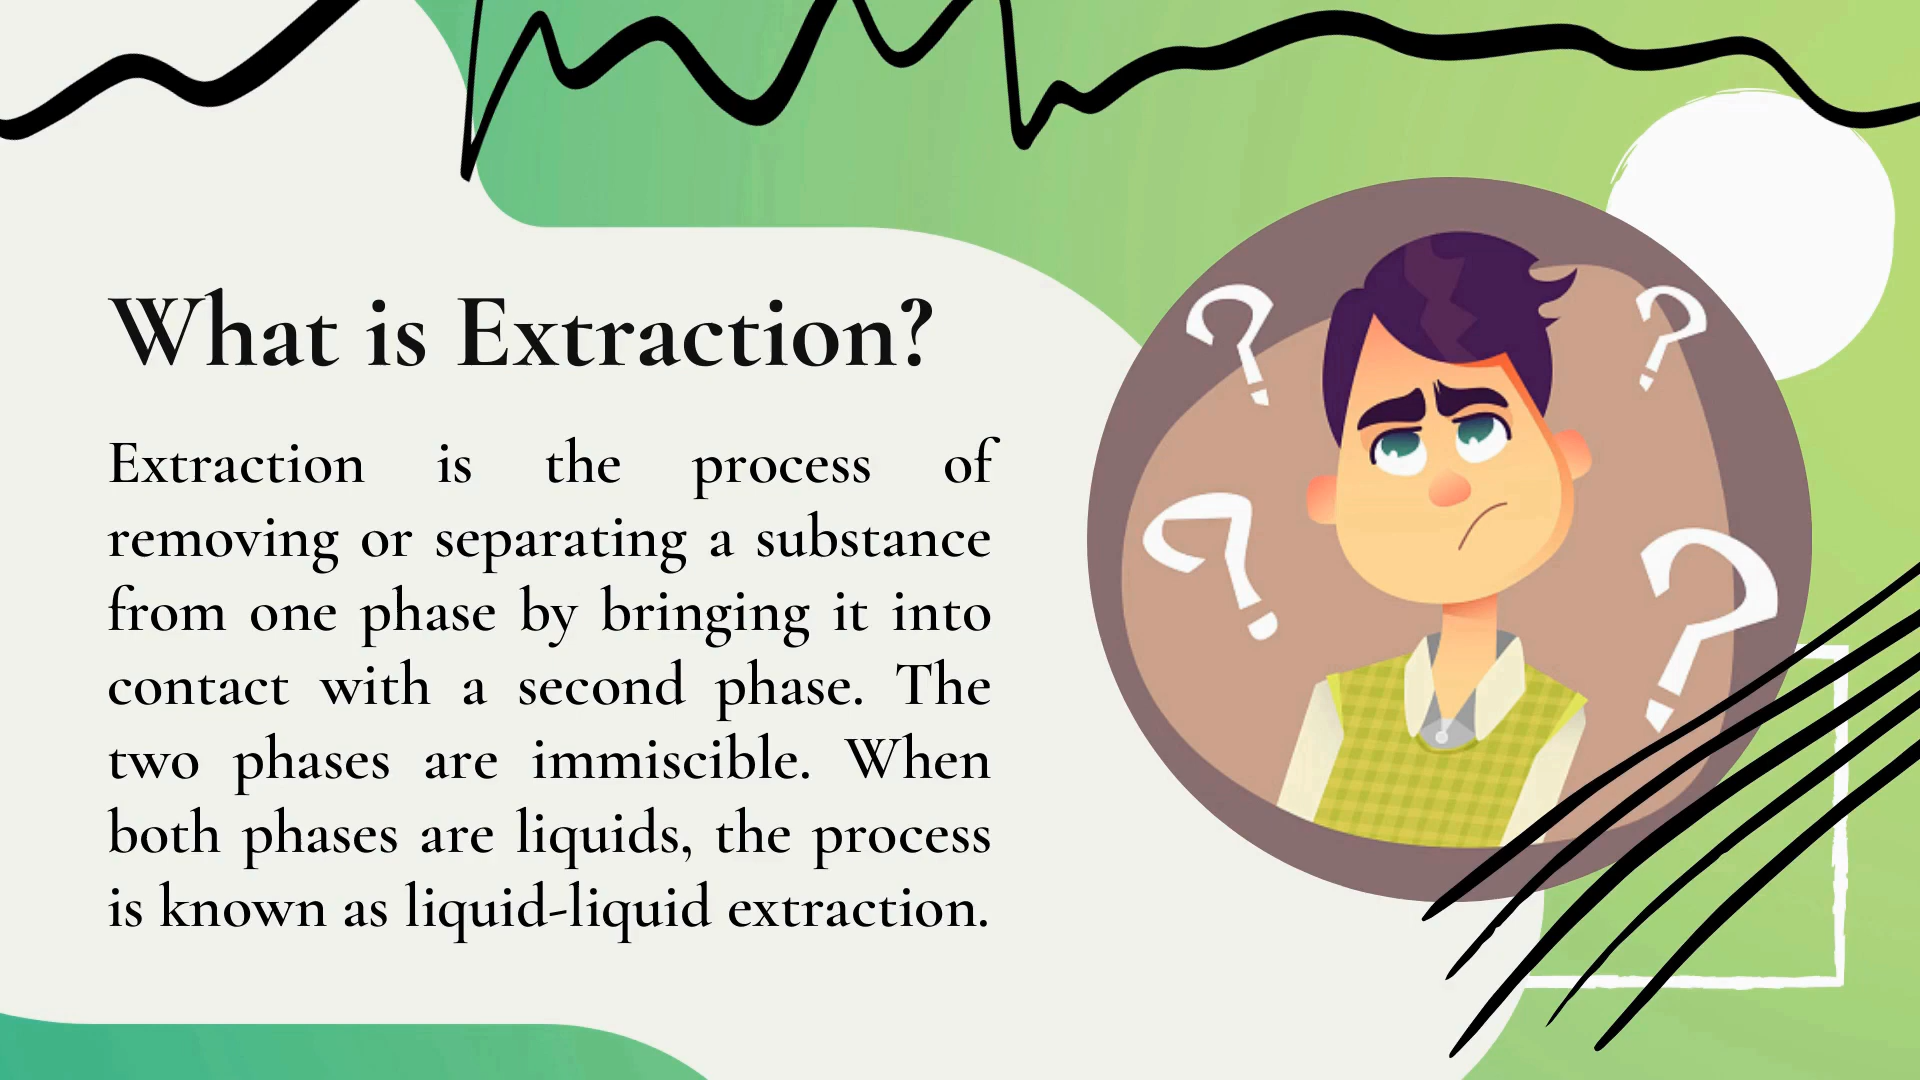 What is Extraction?
Extraction is the process of
removing or separating a substance
from one phase by bringing it into
contact with a second phase. The
two phases are immiscible. When
both phases are liquids, the process
is known as liquid-liquid extraction.
?
?
?
?